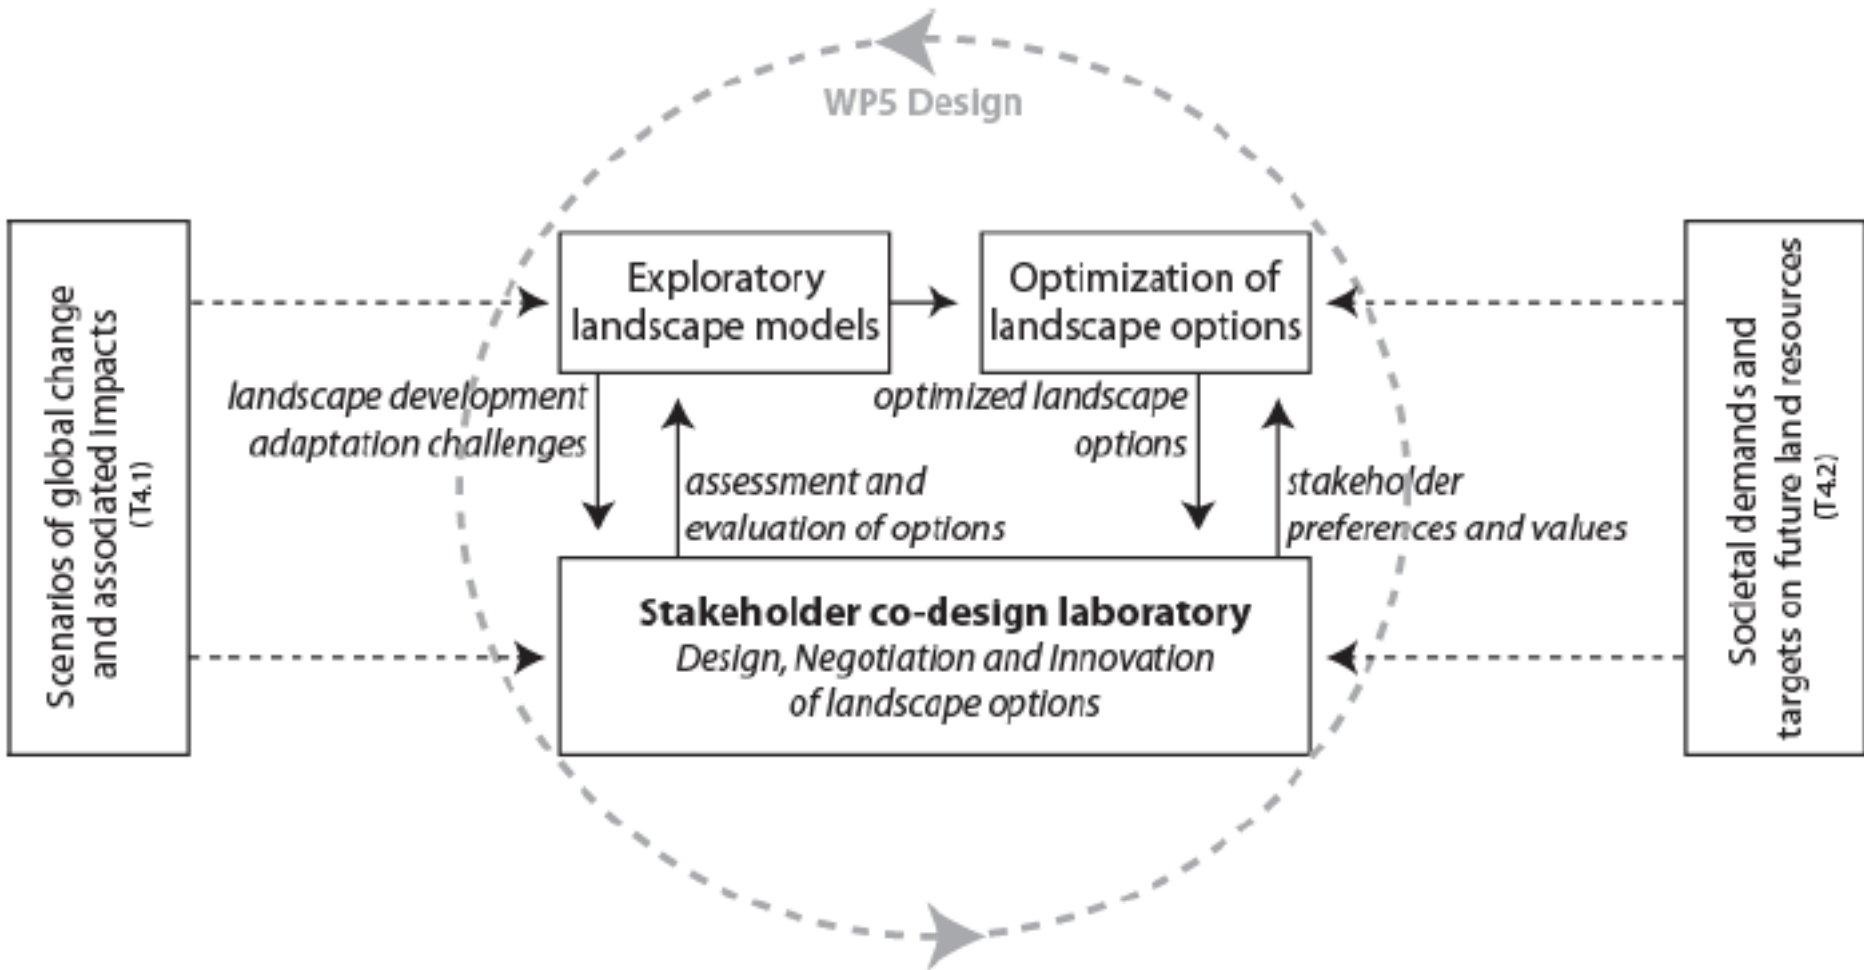 WP5 Design
Scenarios of global change
and associated impacts
(T4.1)
Exploratory
landscape models
Optimization of
landscape options
landscape development
adaptation challenges
assessment and
evaluation of options
optimized landscape
options
stakeholder
preferences and values
Stakeholder co-design laboratory
Design, Negotiation and Innovation
of landscape options
Societal demands and
targets on future land resources
(T4.2)